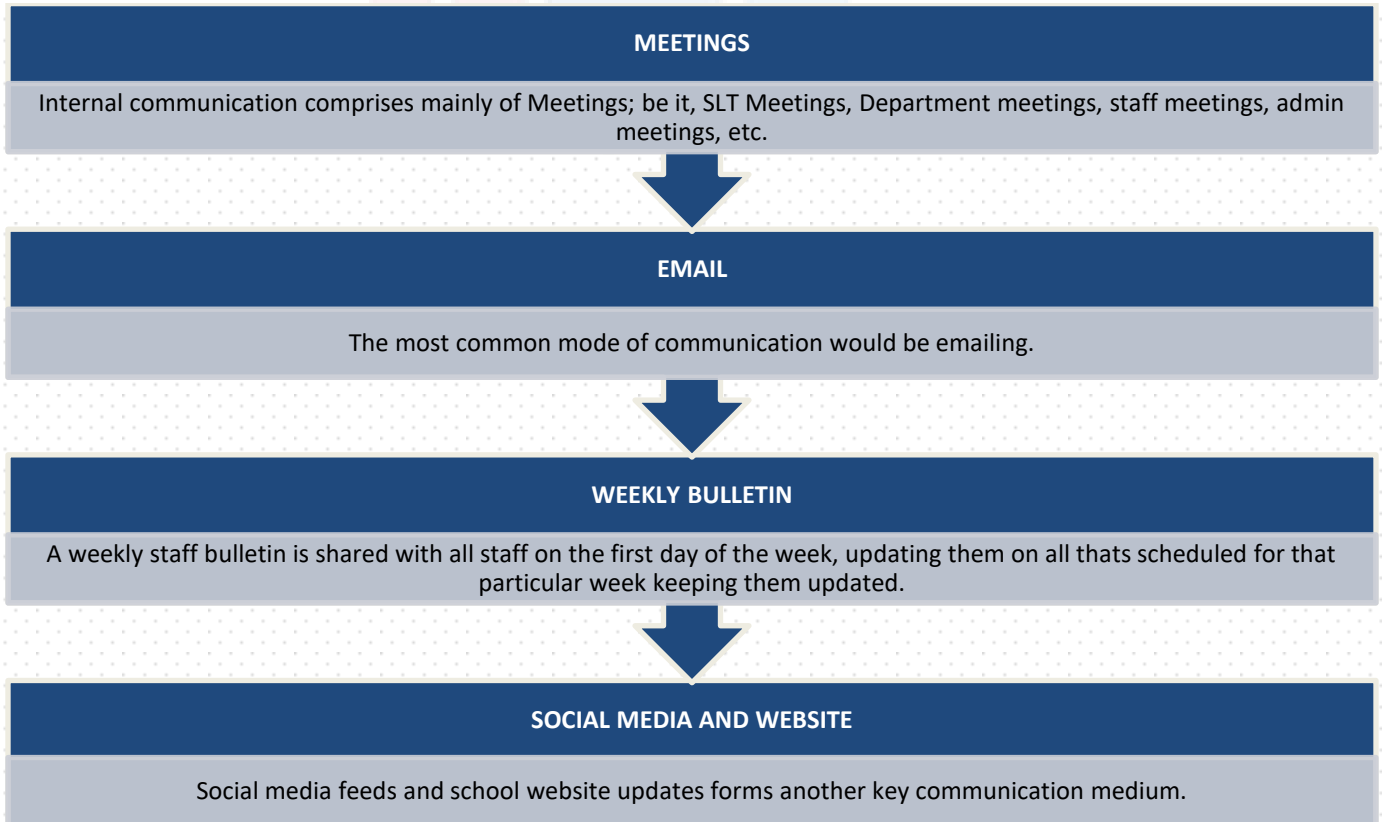 MEETINGS
Internal communication comprises mainly of Meetings; be it, SLT Meetings, Department meetings, staff meetings, admin
meetings, etc.
EMAIL
The most common mode of communication would be emailing.
WEEKLY BULLETIN
A weekly staff bulletin is shared with all staff on the first day of the week, updating them on all thats scheduled for that
particular week keeping them updated.
SOCIAL MEDIA AND WEBSITE
Social media feeds and school website updates forms another key communication medium.